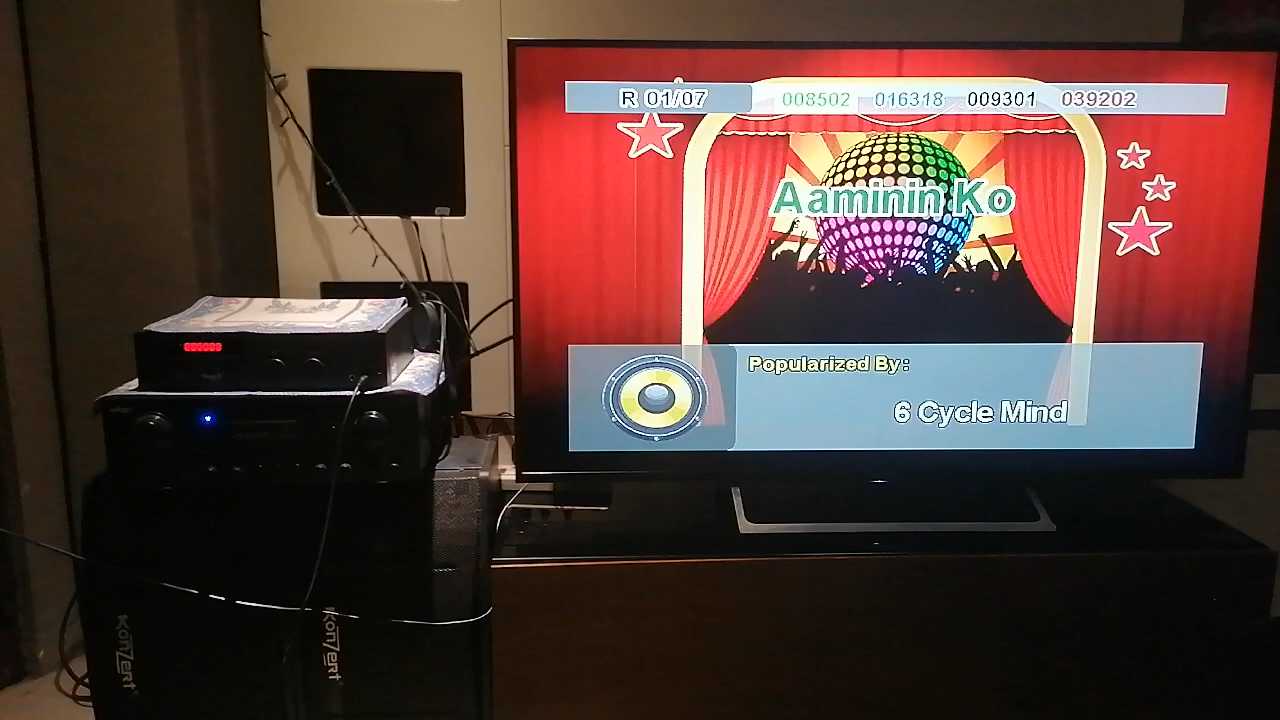 R 01/07 008502 016318 009301 039202
Aaminin Ko
Popularized By:
6 Cycle Mind
KONZERT
KONZERT